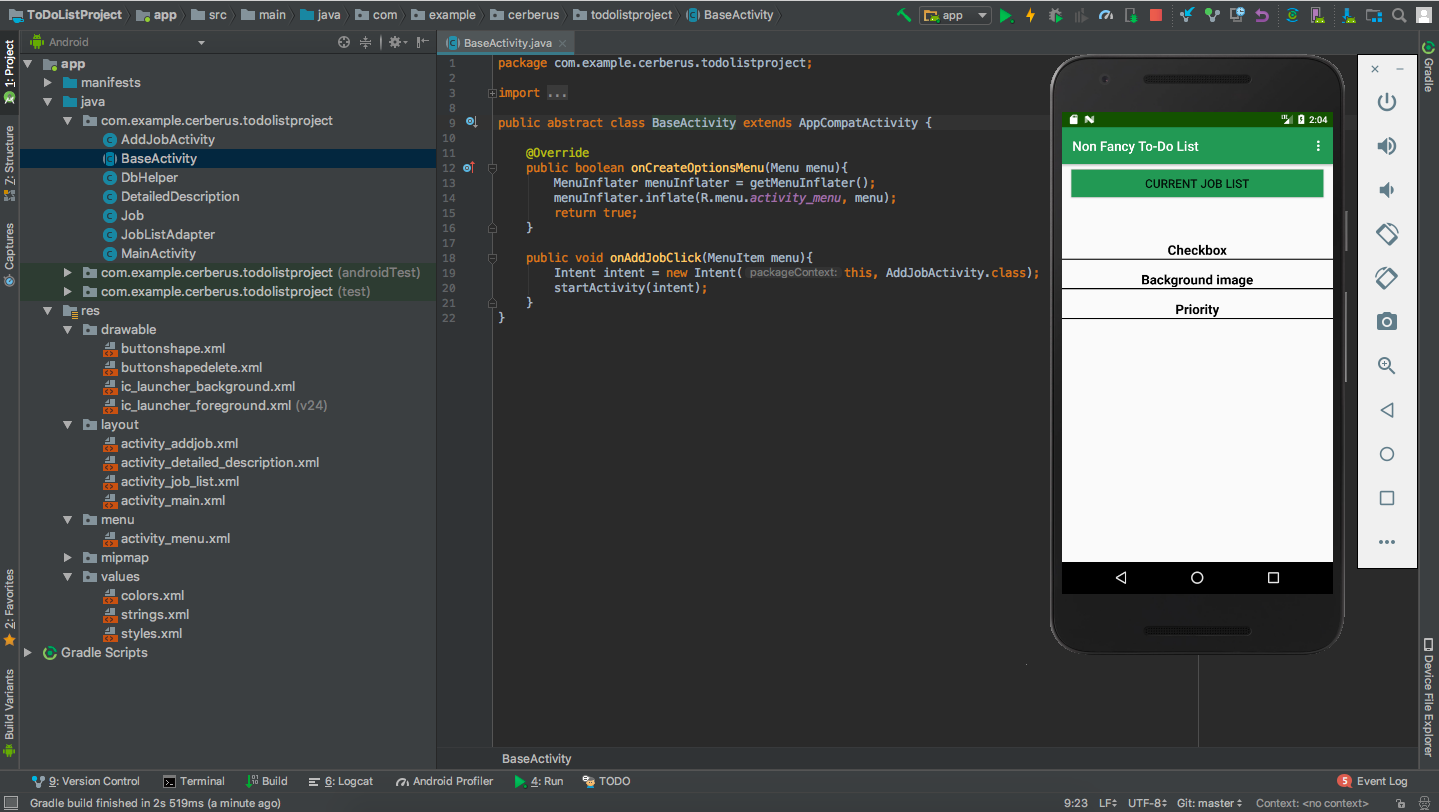 ToDoListProject app src main java com example cerberus todolistproject BaseActivity app
1: Project
7: Structure
Captures
2: Favorites
Build Variants
Android
app
manifests
java
com.example.cerberus.todolistproject
AddJobActivity
BaseActivity
DbHelper
DetailedDescription
Job
JobListAdapter
MainActivity
com.example.cerberus.todolistproject (androidTest)
com.example.cerberus.todolistproject (test)
res
drawable
buttonshape.xml
buttonshapedelete.xml
ic_launcher_background.xml
ic_launcher_foreground.xml (v24)
layout
activity_addjob.xml
activity_detailed_description.xml
activity_job_list.xml
activity_main.xml
menu
activity_menu.xml
mipmap
values
colors.xml
strings.xml
styles.xml
Gradle Scripts
BaseActivity.java
1 package com.example.cerberus.todolistproject;
2
3 import ...
8
9 public abstract class BaseActivity extends AppCompatActivity {
10
11 @Override
12 public boolean onCreateOptionsMenu(Menu menu){
13 MenuInflater menuInflater = getMenuInflater();
14 menuInflater.inflate(R.menu.activity_menu, menu);
15 return true;
16 }
17
18 public void onAddJobClick(MenuItem menu){
19 Intent intent = new Intent( packageContext: this, AddJobActivity.class);
20 startActivity(intent);
21 }
22 }
BaseActivity
2:04
Non Fancy To-Do List
CURRENT JOB LIST
Checkbox
Background image
Priority
Gradle
Device File Explorer
9: Version Control Terminal Build 6: Logcat Android Profiler 4: Run TODO 5 Event Log
Gradle build finished in 2s 519ms (a minute ago) 9:23 LF UTF-8 Git: master Context: <no context>